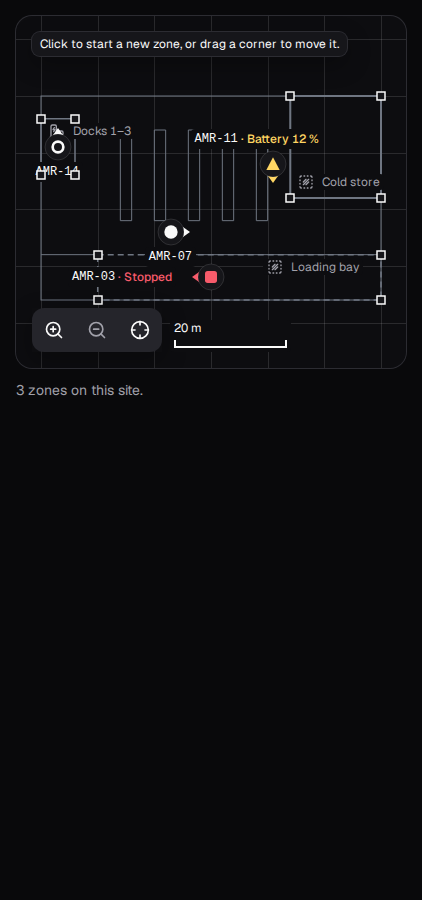 Click to start a new zone, or drag a corner to move it.
Docks 1–3
AMR-11 · Battery 12 %
AMR-14
Cold store
AMR-07
Loading bay
AMR-03 · Stopped
20 m
3 zones on this site.